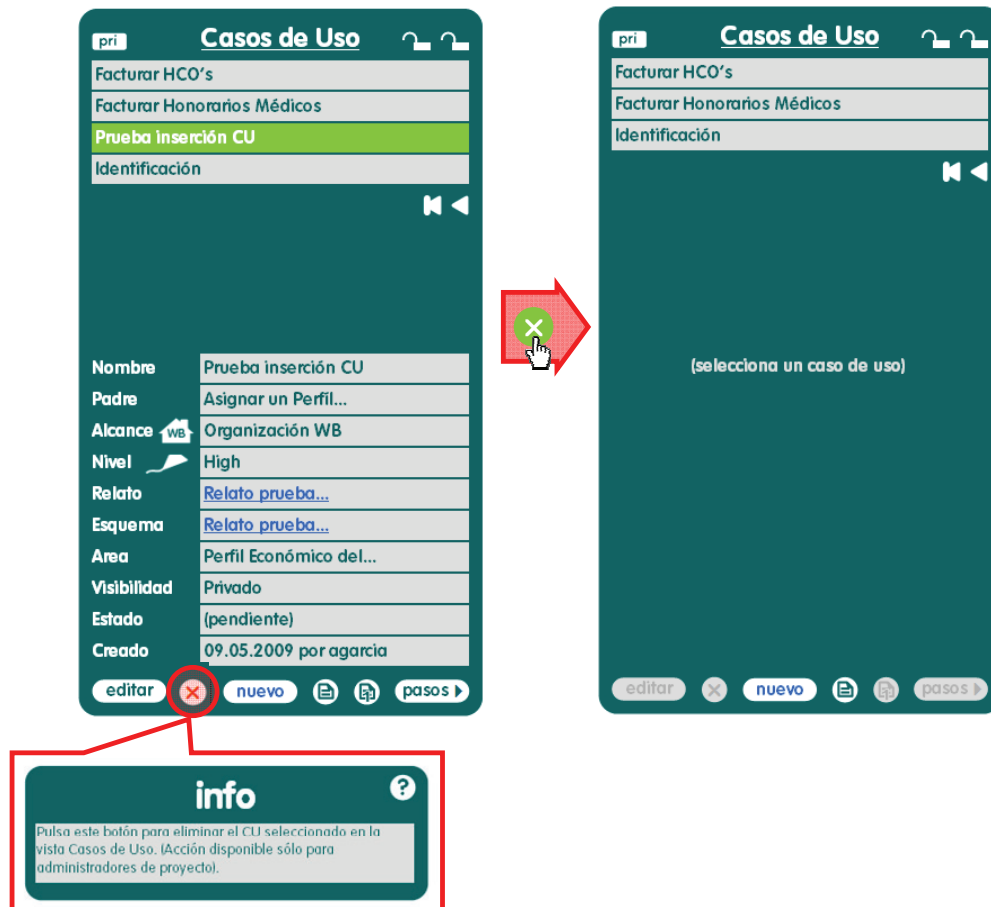 pri Casos de Uso
Facturar HCO's
Facturar Honorarios Médicos
Prueba inserción CU
Identificación
Nombre Prueba inserción CU
Padre Asignar un Perfil...
Alcance WB Organización WB
Nivel High
Relato Relato prueba...
Esquema Relato prueba...
Area Perfil Económico del...
Visibilidad Privado
Estado (pendiente)
Creado 09.05.2009 por agarcia
editar nuevo pasos
info ?
Pulsa este botón para eliminar el CU seleccionado en la
vista Casos de Uso. (Acción disponible sólo para
administradores de proyecto).
pri Casos de Uso
Facturar HCO's
Facturar Honorarios Médicos
Identificación
(selecciona un caso de uso)
editar nuevo pasos